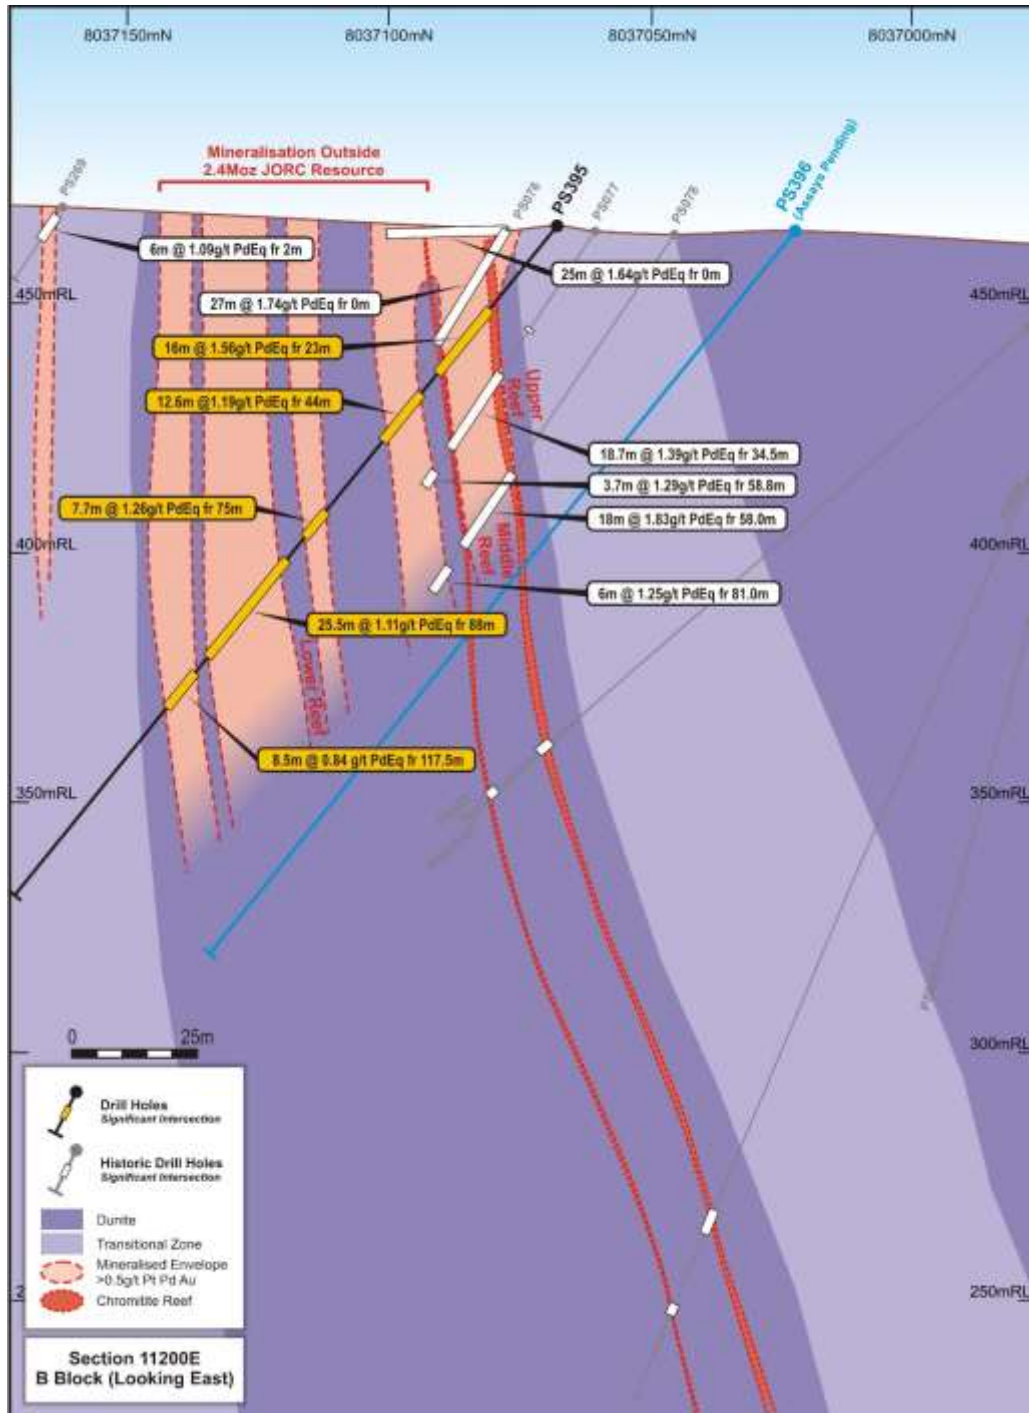 8037150mN
8037100mN
8037050mN
8037000mN
Mineralisation Outside
2.4Moz JORC Resource
PS269
PS076
PS395
PS077
PS078
PS396
(Assays Pending)
6m @ 1.09g/t PdEq fr 2m
25m @ 1.64g/t PdEq fr 0m
27m @ 1.74g/t PdEq fr 0m
450mRL
450mRL
16m @ 1.56g/t PdEq fr 23m
12.6m @1.19g/t PdEq fr 44m
Upper
Reef
18.7m @ 1.39g/t PdEq fr 34.5m
3.7m @ 1.29g/t PdEq fr 58.8m
7.7m @ 1.26g/t PdEq fr 75m
18m @ 1.83g/t PdEq fr 58.0m
Middle
Reef
400mRL
400mRL
6m @ 1.25g/t PdEq fr 81.0m
25.5m @ 1.11g/t PdEq fr 88m
Lower Reef
8.5m @ 0.84 g/t PdEq fr 117.5m
350mRL
350mRL
0 25m
300mRL
Drill Holes
Significant Intersection
Historic Drill Holes
Significant Intersection
Dunite
Transitional Zone
Mineralised Envelope
>0.5g/t Pt Pd Au
Chromitite Reef
250mRL
Section 11200E
B Block (Looking East)